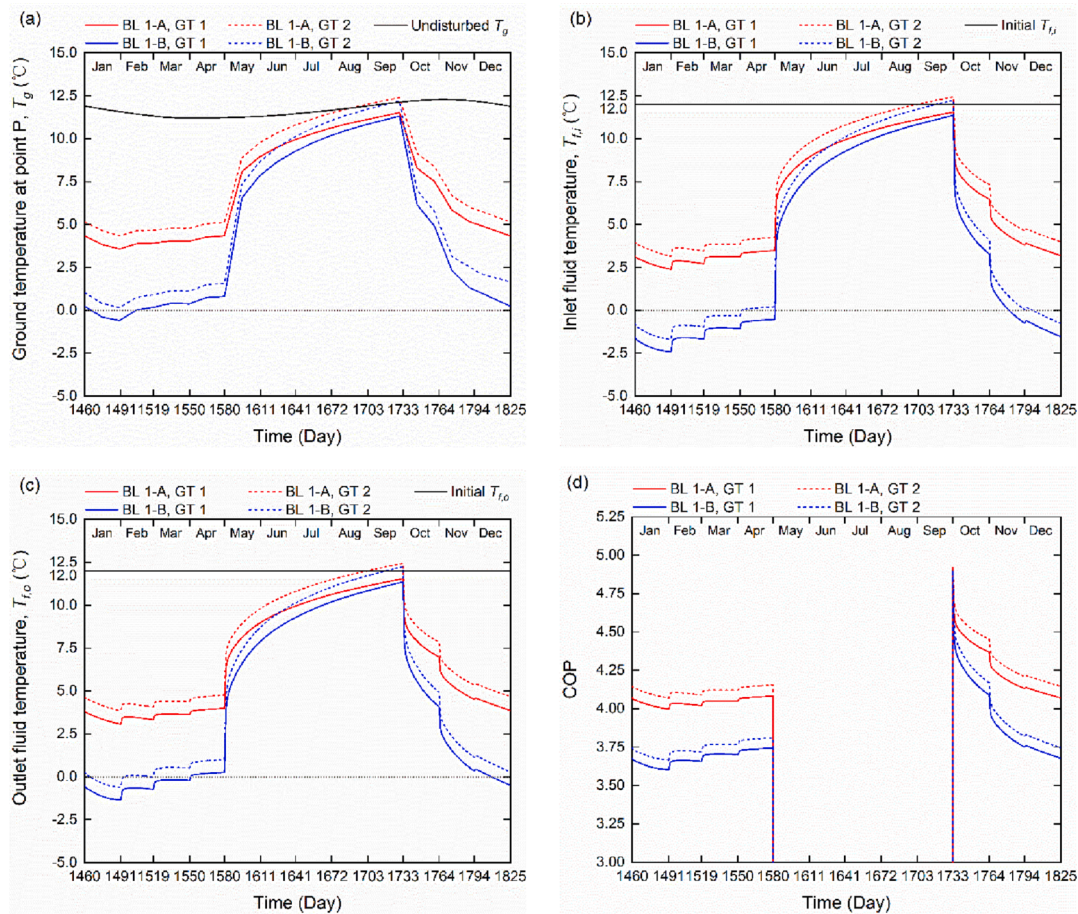 (a)
BL 1-A, GT 1
BL 1-A, GT 2
Undisturbed Tg
BL 1-B, GT 1
BL 1-B, GT 2
15.0
12.5
10.0
7.5
5.0
2.5
0.0
-2.5
-5.0
Jan Feb Mar Apr May Jun Jul Aug Sep Oct Nov Dec
Ground temperature at point P, Tg (℃)
1460 1491 1519 1550 1580 1611 1641 1672 1703 1733 1764 1794 1825
Time (Day)
(b)
BL 1-A, GT 1
BL 1-A, GT 2
Initial Tf,i
BL 1-B, GT 1
BL 1-B, GT 2
15.0
12.5
12.0
10.0
7.5
5.0
2.5
0.0
-2.5
-5.0
Jan Feb Mar Apr May Jun Jul Aug Sep Oct Nov Dec
Inlet fluid temperature, Tf,i (℃)
1460 1491 1519 1550 1580 1611 1641 1672 1703 1733 1764 1794 1825
Time (Day)
(c)
BL 1-A, GT 1
BL 1-A, GT 2
Initial Tf,o
BL 1-B, GT 1
BL 1-B, GT 2
15.0
12.5
12.0
10.0
7.5
5.0
2.5
0.0
-2.5
-5.0
Jan Feb Mar Apr May Jun Jul Aug Sep Oct Nov Dec
Outlet fluid temperature, Tf,o (℃)
1460 1491 1519 1550 1580 1611 1641 1672 1703 1733 1764 1794 1825
Time (Day)
(d)
BL 1-A, GT 1
BL 1-A, GT 2
BL 1-B, GT 1
BL 1-B, GT 2
5.25
5.00
4.75
4.50
4.25
4.00
3.75
3.50
3.25
3.00
Jan Feb Mar Apr May Jun Jul Aug Sep Oct Nov Dec
COP
1460 1491 1519 1550 1580 1611 1641 1672 1703 1733 1764 1794 1825
Time (Day)